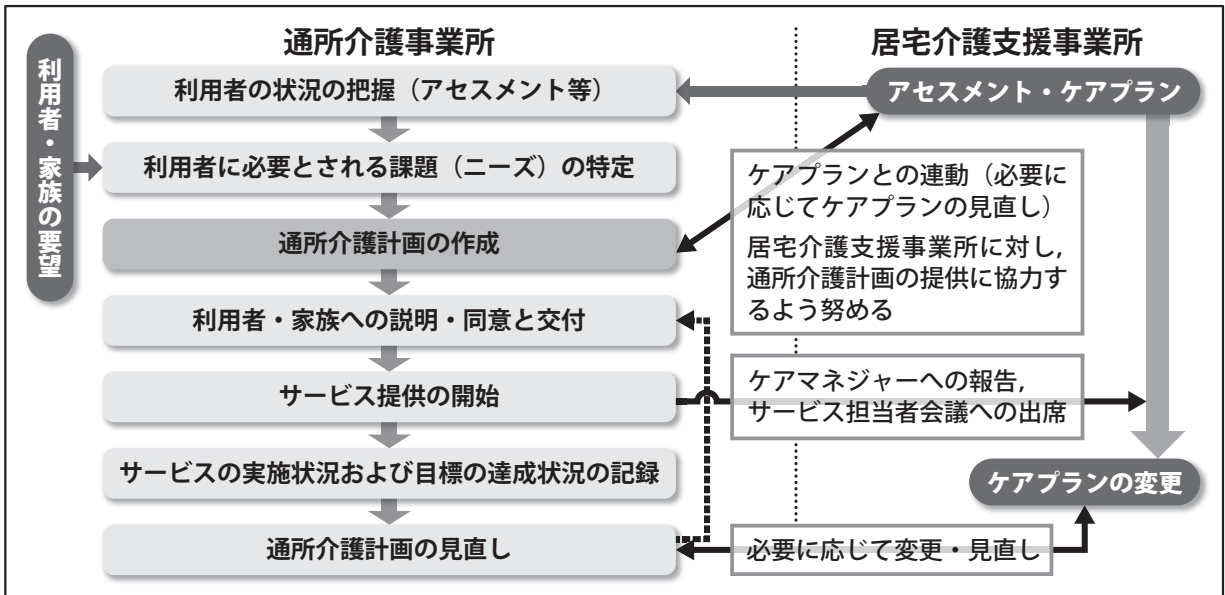 通所介護事業所
居宅介護支援事業所
利用者・家族の要望
利用者の状況の把握（アセスメント等）
アセスメント・ケアプラン
利用者に必要とされる課題（ニーズ）の特定
ケアプランとの連動（必要に
応じてケアプランの見直し）
居宅介護支援事業所に対し，
通所介護計画の提供に協力す
るよう努める
通所介護計画の作成
利用者・家族への説明・同意と交付
サービス提供の開始
ケアマネジャーへの報告，
サービス担当者会議への出席
サービスの実施状況および目標の達成状況の記録
ケアプランの変更
通所介護計画の見直し
必要に応じて変更・見直し